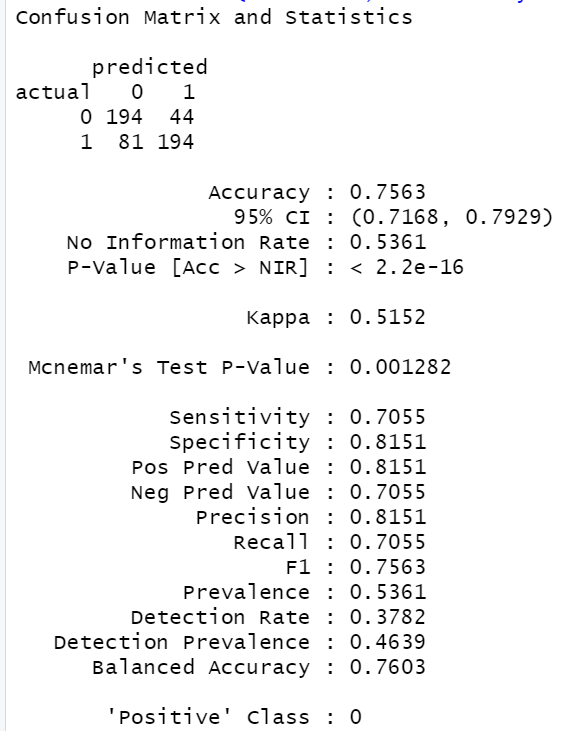 Confusion Matrix and Statistics
predicted
actual 0 1
0 194 44
1 81 194
Accuracy : 0.7563
95% CI : (0.7168, 0.7929)
No Information Rate : 0.5361
P-Value [Acc > NIR] : < 2.2e-16
Kappa : 0.5152
Mcnemar's Test P-Value : 0.001282
Sensitivity : 0.7055
Specificity : 0.8151
Pos Pred Value : 0.8151
Neg Pred Value : 0.7055
Precision : 0.8151
Recall : 0.7055
F1 : 0.7563
Prevalence : 0.5361
Detection Rate : 0.3782
Detection Prevalence : 0.4639
Balanced Accuracy : 0.7603
'Positive' Class : 0